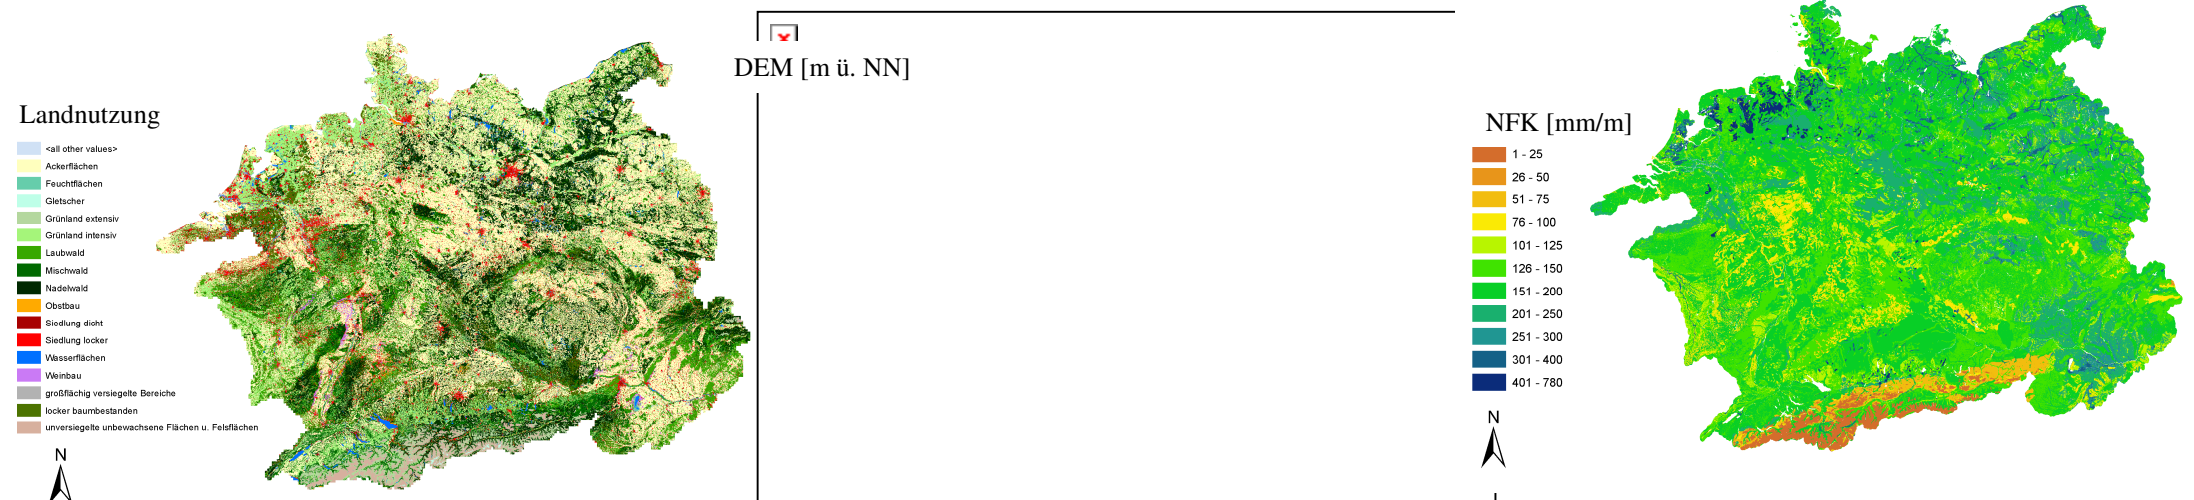 Landnutzung
<all other values>
Ackerflächen
Feuchtflächen
Gletscher
Grünland extensiv
Grünland intensiv
Laubwald
Mischwald
Nadelwald
Obstbau
Siedlung dicht
Siedlung locker
Wasserflächen
Weinbau
großflächig versiegelte Bereiche
locker baumbestanden
unversiegelte unbewachsene Flächen u. Felsflächen
N
DEM [m ü. NN]
NFK [mm/m]
1 - 25
26 - 50
51 - 75
76 - 100
101 - 125
126 - 150
151 - 200
201 - 250
251 - 300
301 - 400
401 - 780
N